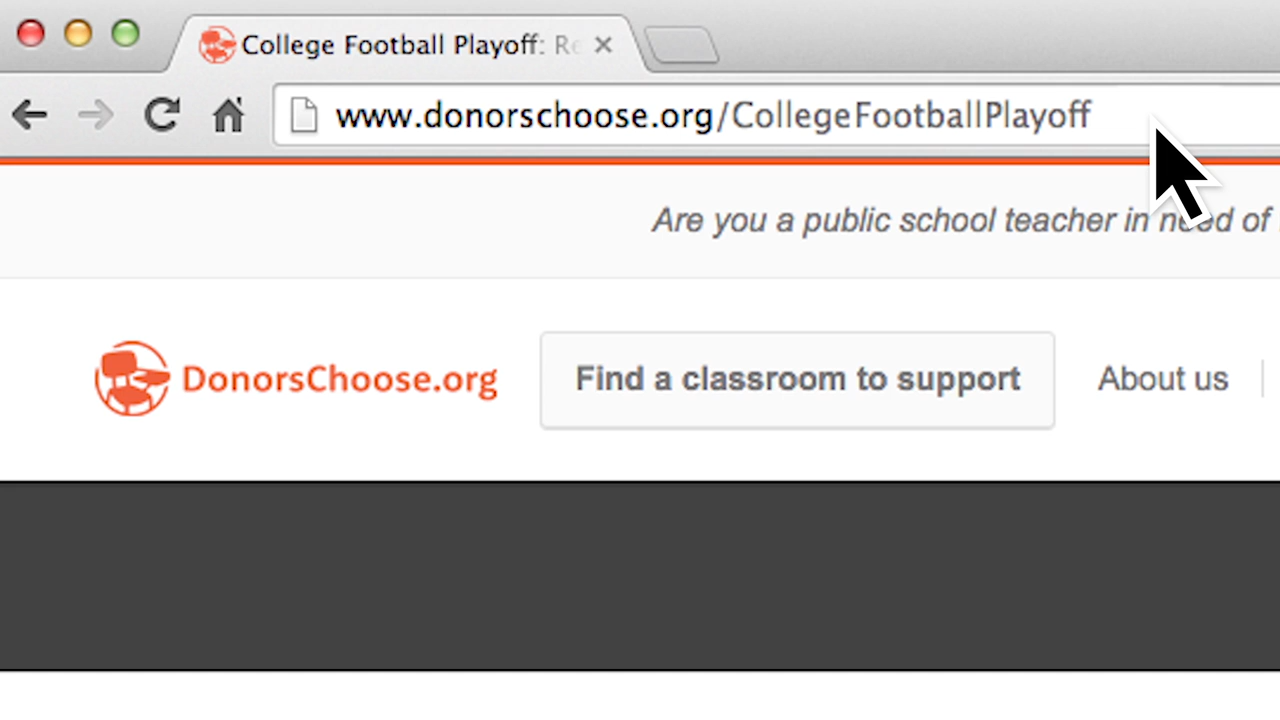 College Football Playoff: Re
www.donorschoose.org/CollegeFootballPlayoff
Are you a public school teacher in need of
DonorsChoose.org
Find a classroom to support
About us